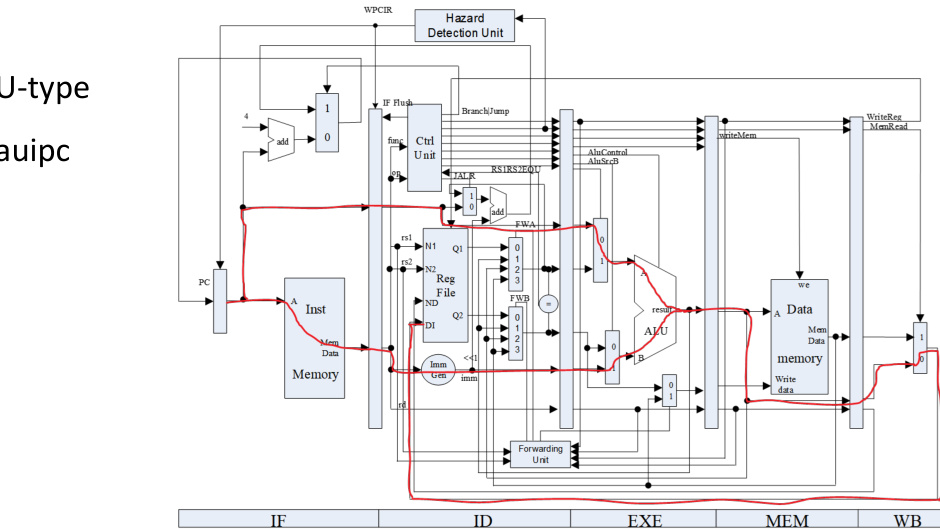 U-type
auipc
WPCIR
Hazard
Detection Unit
IF Flush
Branch|Jump
1
0
4
add
func
Ctrl
Unit
op
RS1RS2EQU
JALR
1
0
add
AluControl
AluSrcB
writeMem
WriteReg
MemRead
PC
A
Inst
Mem
Data
Memory
rs1
rs2
N1
N2
Reg
File
ND
DI
Q1
Q2
FWA
0
1
2
3
FWB
0
1
2
3
=
Imm
Gen
<<1
imm
rd
0
1
0
1
A
result
ALU
B
0
1
Forwarding
Unit
we
A
Data
Mem
Data
memory
Write
data
1
0
IF
ID
EXE
MEM
WB